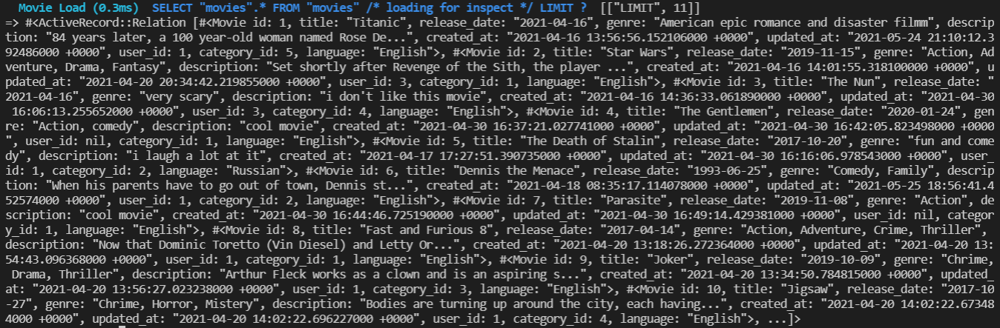 Movie Load (0.3ms)  SELECT "movies".* FROM "movies" /* loading for inspect */ LIMIT ?  [["LIMIT", 11]]
=> #<ActiveRecord::Relation [#<Movie id: 1, title: "Titanic", release_date: "2021-04-16", genre: "American epic romance and disaster filmm", descrip
tion: "84 years later, a 100 year-old woman named Rose De...", created_at: "2021-04-16 13:56:56.152106000 +0000", updated_at: "2021-05-24 21:10:12.3
92486000 +0000", user_id: 1, category_id: 5, language: "English">, #<Movie id: 2, title: "Star Wars", release_date: "2019-11-15", genre: "Action, Ad
venture, Drama, Fantasy", description: "Set shortly after Revenge of the Sith, the player ...", created_at: "2021-04-16 14:01:55.318100000 +0000", u
pdated_at: "2021-04-20 20:34:42.219855000 +0000", user_id: 3, category_id: 1, language: "English">, #<Movie id: 3, title: "The Nun", release_date: "
2021-04-16", genre: "very scary", description: "i don't like this movie", created_at: "2021-04-16 14:36:33.061890000 +0000", updated_at: "2021-04-30
16:06:13.255652000 +0000", user_id: 3, category_id: 4, language: "English">, #<Movie id: 4, title: "The Gentlemen", release_date: "2020-01-24", gen
re: "Action, comedy", description: "cool movie", created_at: "2021-04-30 16:37:21.027741000 +0000", updated_at: "2021-04-30 16:42:05.823498000 +0000
", user_id: nil, category_id: 1, language: "English">, #<Movie id: 5, title: "The Death of Stalin", release_date: "2017-10-20", genre: "fun and come
dy", description: "i laugh a lot at it", created_at: "2021-04-17 17:27:51.390735000 +0000", updated_at: "2021-04-30 16:16:06.978543000 +0000", user_
id: 1, category_id: 2, language: "Russian">, #<Movie id: 6, title: "Dennis the Menace", release_date: "1993-06-25", genre: "Comedy, Family", descrip
tion: "When his parents have to go out of town, Dennis st...", created_at: "2021-04-18 08:35:17.114078000 +0000", updated_at: "2021-05-25 18:56:41.4
52574000 +0000", user_id: 1, category_id: 2, language: "English">, #<Movie id: 7, title: "Parasite", release_date: "2019-11-08", genre: "Action", de
scription: "cool movie", created_at: "2021-04-30 16:44:46.725190000 +0000", updated_at: "2021-04-30 16:49:14.429381000 +0000", user_id: nil, categor
y_id: 1, language: "English">, #<Movie id: 8, title: "Fast and Furious 8", release_date: "2017-04-14", genre: "Action, Adventure, Crime, Thriller",
description: "Now that Dominic Toretto (Vin Diesel) and Letty Or...", created_at: "2021-04-20 13:18:26.272364000 +0000", updated_at: "2021-04-20 13:
54:43.096368000 +0000", user_id: 1, category_id: 1, language: "English">, #<Movie id: 9, title: "Joker", release_date: "2019-10-09", genre: "Chrime,
Drama, Thriller", description: "Arthur Fleck works as a clown and is an aspiring s...", created_at: "2021-04-20 13:34:50.784815000 +0000", updated_
at: "2021-04-20 13:56:27.023238000 +0000", user_id: 1, category_id: 3, language: "English">, #<Movie id: 10, title: "Jigsaw", release_date: "2017-10
-27", genre: "Chrime, Horror, Mistery", description: "Bodies are turning up around the city, each having...", created_at: "2021-04-20 14:02:22.67348
4000 +0000", updated_at: "2021-04-20 14:02:22.696227000 +0000", user_id: 1, category_id: 4, language: "English">, ...]>